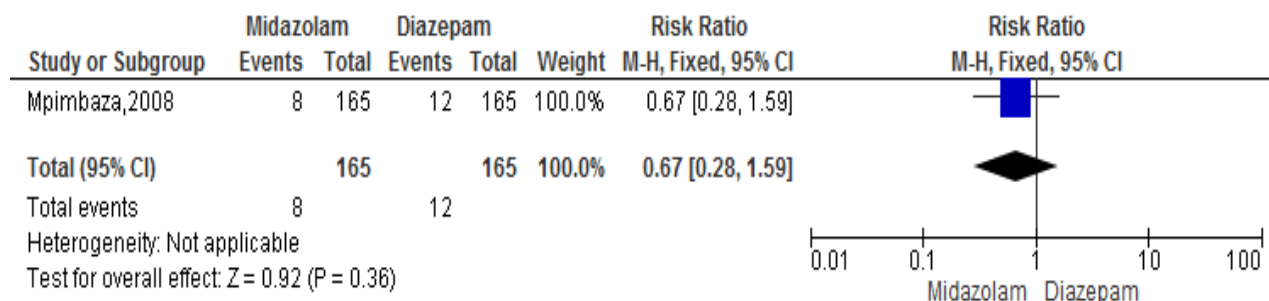 Midazolam Diazepam Risk Ratio Risk Ratio
Study or Subgroup Events Total Events Total Weight M-H, Fixed, 95% CI M-H, Fixed, 95% CI
Mpimbaza,2008 8 165 12 165 100.0% 0.67 [0.28, 1.59]
Total (95% CI) 165 165 100.0% 0.67 [0.28, 1.59]
Total events 8 12
Heterogeneity: Not applicable
Test for overall effect: Z = 0.92 (P = 0.36)
0.01 0.1 1 10 100
Midazolam Diazepam